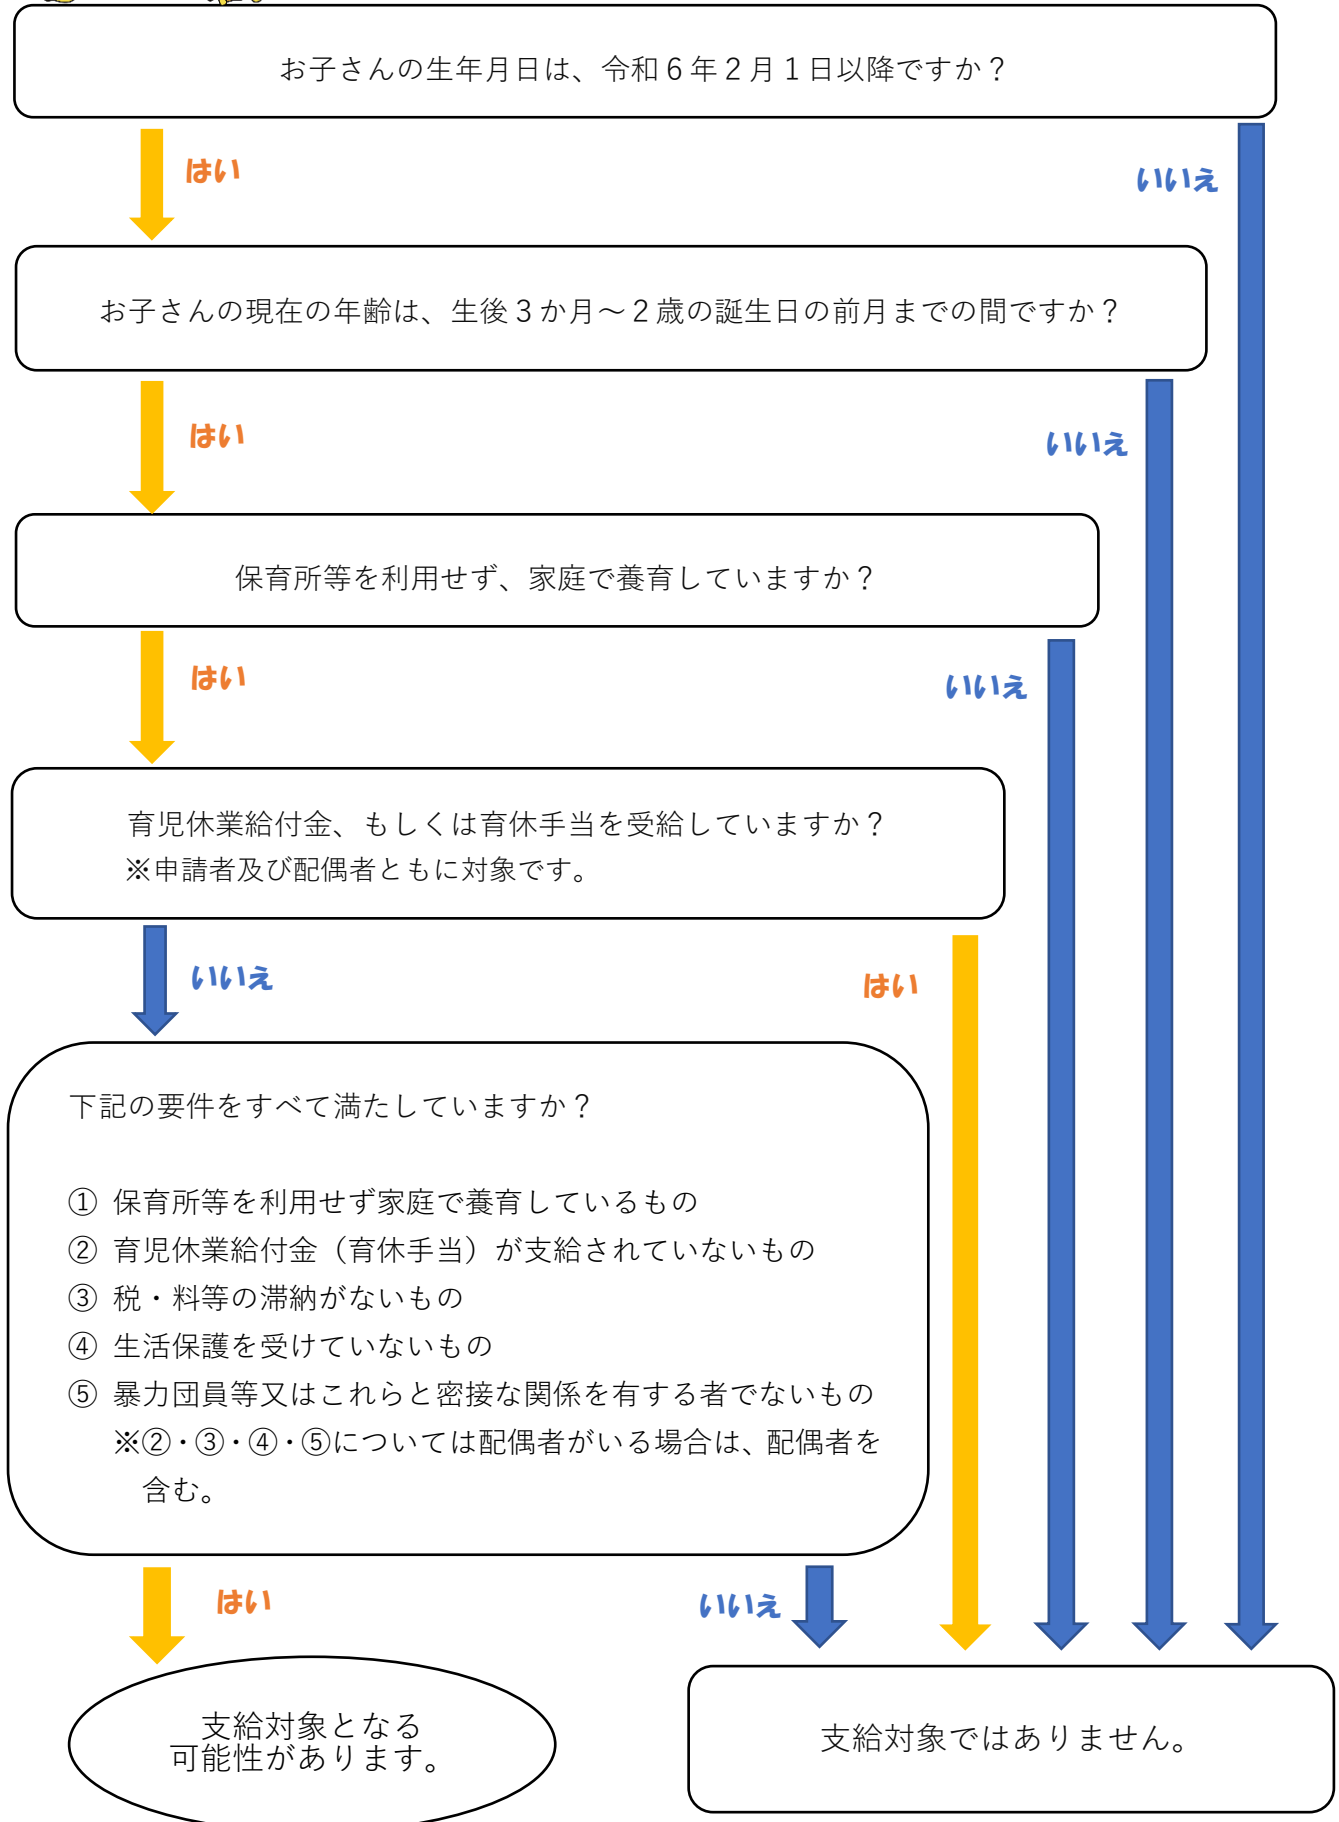 お子さんの生年月日は、令和６年２月１日以降ですか？
はい
いいえ
お子さんの現在の年齢は、生後３か月～２歳の誕生日の前月までの間ですか？
はい
いいえ
保育所等を利用せず、家庭で養育していますか？
はい
いいえ
育児休業給付金、もしくは育休手当を受給していますか？
※申請者及び配偶者ともに対象です。
いいえ
はい
下記の要件をすべて満たしていますか？
① 保育所等を利用せず家庭で養育しているもの
② 育児休業給付金（育休手当）が支給されていないもの
③ 税・料等の滞納がないもの
④ 生活保護を受けていないもの
⑤ 暴力団員等又はこれらと密接な関係を有する者でないもの
※②・③・④・⑤については配偶者がいる場合は、配偶者を
含む。
はい
いいえ
支給対象となる
可能性があります。
支給対象ではありません。